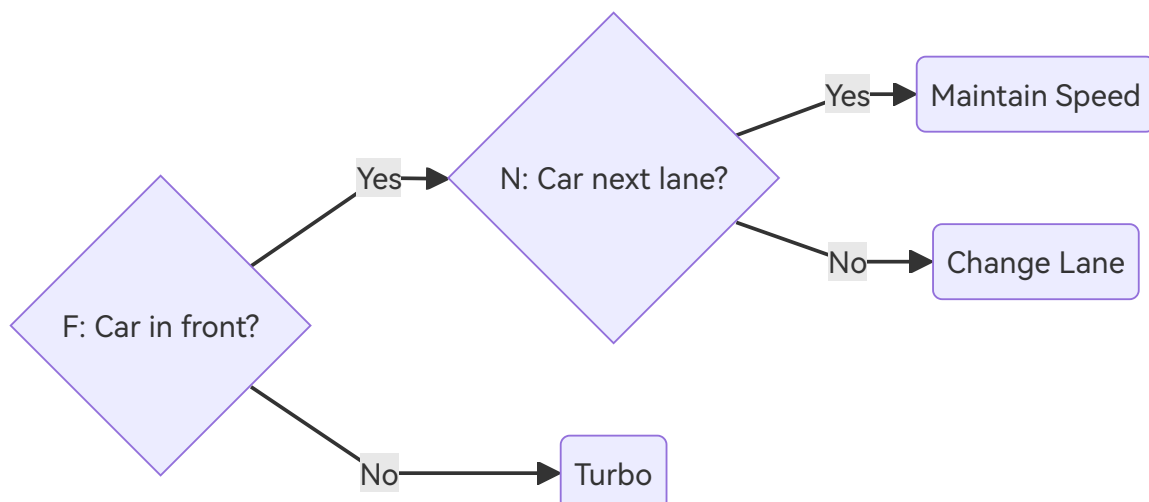 F: Car in front?
Yes
N: Car next lane?
Yes
Maintain Speed
No
Change Lane
No
Turbo